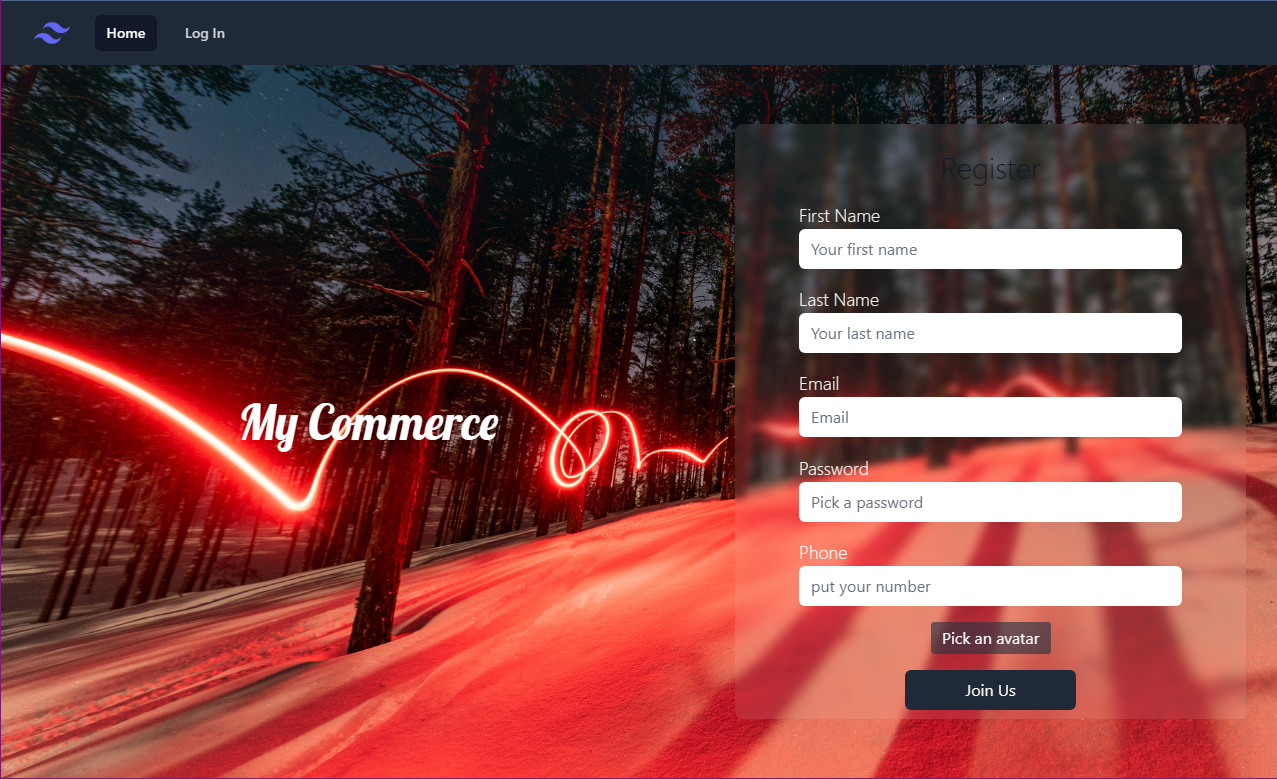 Home
Log In
Register
First Name
Your first name
Last Name
Your last name
My Commerce
Email
Email
Password
Pick a password
Phone
put your number
Pick an avatar
Join Us